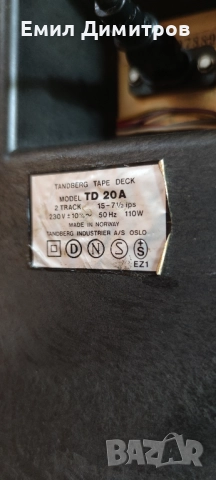 Емил Димитров
TANDBERG TAPE DECK
MODEL TD 20A
2 TRACK 15-7½ ips
230V ± 10% ~ 50 Hz 110W
MADE IN NORWAY
TANDBERG INDUSTRIER A/S OSLO
D N S S
EZ1
BAZAR